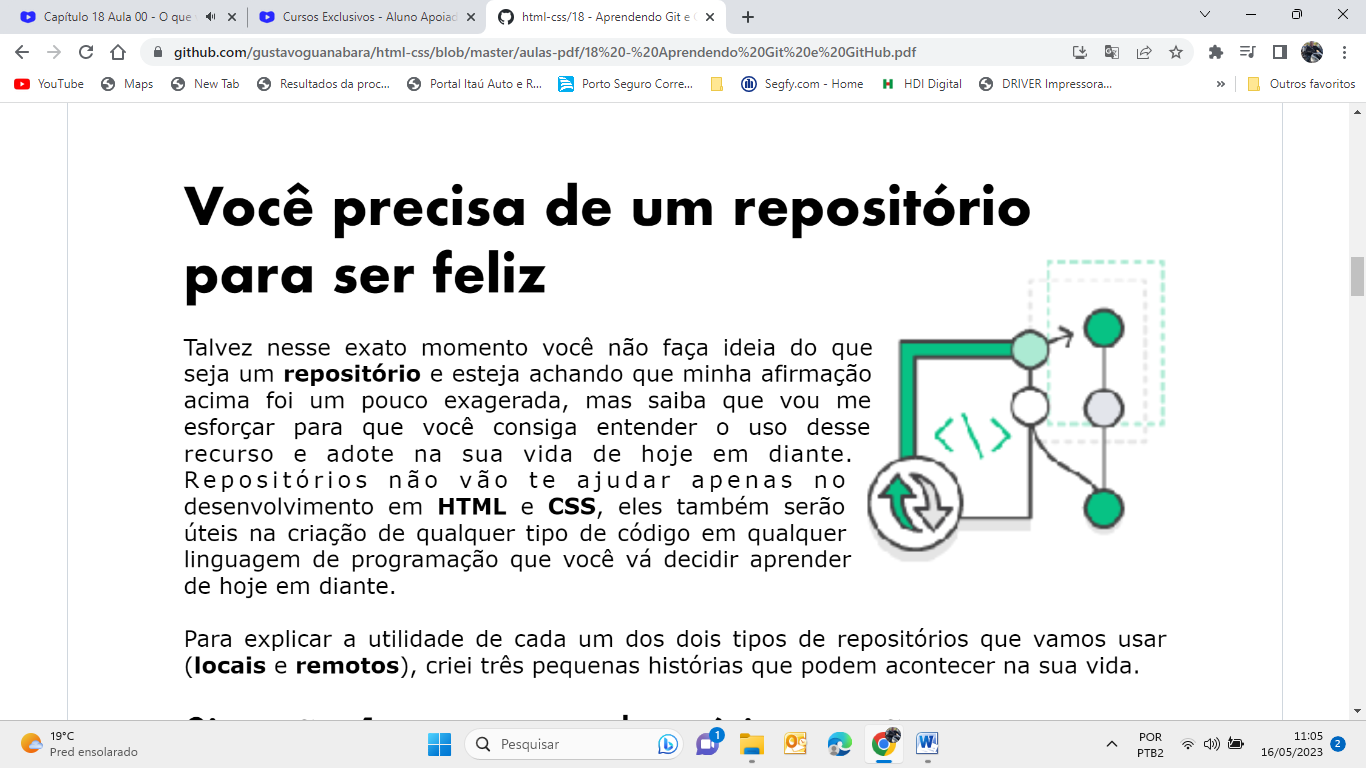 Capítulo 18 Aula 00 - O que
Cursos Exclusivos - Aluno Apoiad
html-css/18 - Aprendendo Git e G
github.com/gustavoguanabara/html-css/blob/master/aulas-pdf/18%20-%20Aprendendo%20Git%20e%20GitHub.pdf
YouTube Maps New Tab Resultados da proc... Portal Itaú Auto e R... Porto Seguro Corre... Segfy.com - Home HDI Digital DRIVER Impressora... » Outros favoritos
Você precisa de um repositório
para ser feliz
Talvez nesse exato momento você não faça ideia do que
seja um repositório e esteja achando que minha afirmação
acima foi um pouco exagerada, mas saiba que vou me
esforçar para que você consiga entender o uso desse
recurso e adote na sua vida de hoje em diante.
Repositórios não vão te ajudar apenas no
desenvolvimento em HTML e CSS, eles também serão
úteis na criação de qualquer tipo de código em qualquer
linguagem de programação que você vá decidir aprender
de hoje em diante.
Para explicar a utilidade de cada um dos dois tipos de repositórios que vamos usar
(locais e remotos), criei três pequenas histórias que podem acontecer na sua vida.
19°C
Pred ensolarado
Pesquisar
1
POR
PTB2
11:05
16/05/2023
2